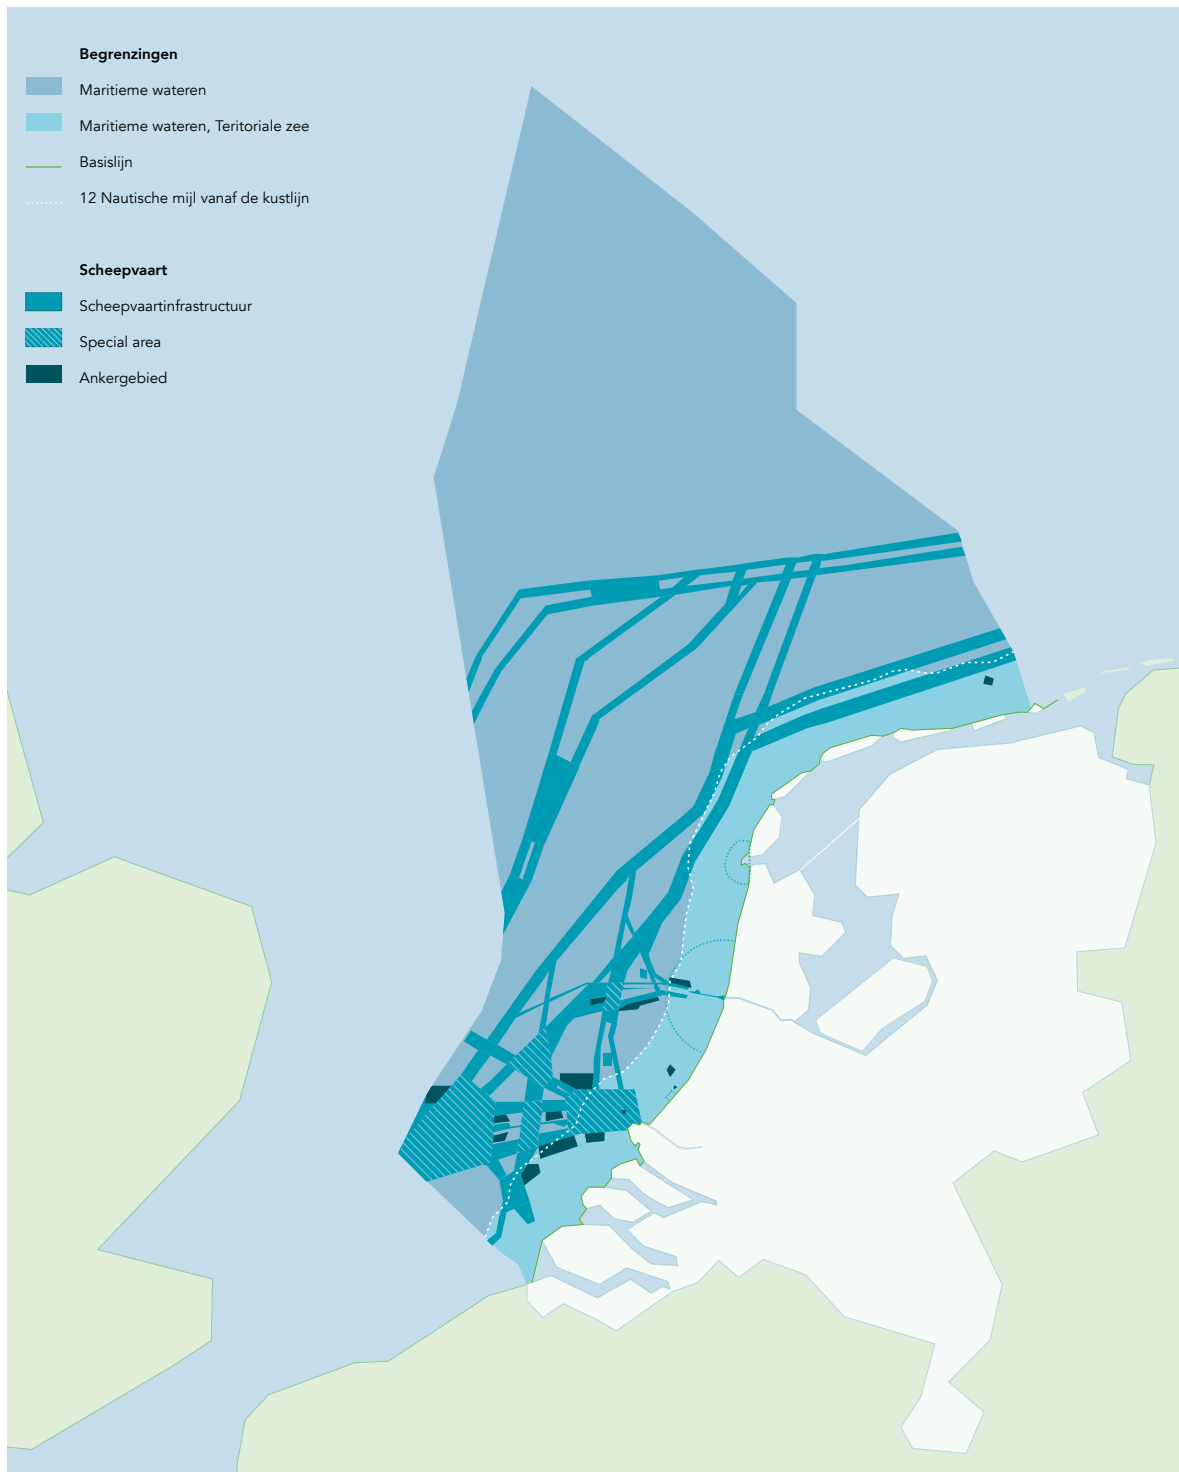 Begrenzingen
Maritieme wateren
Maritieme wateren, Teritoriale zee
Basislijn
12 Nautische mijl vanaf de kustlijn
Scheepvaart
Scheepvaartinfrastructuur
Special area
Ankergebied